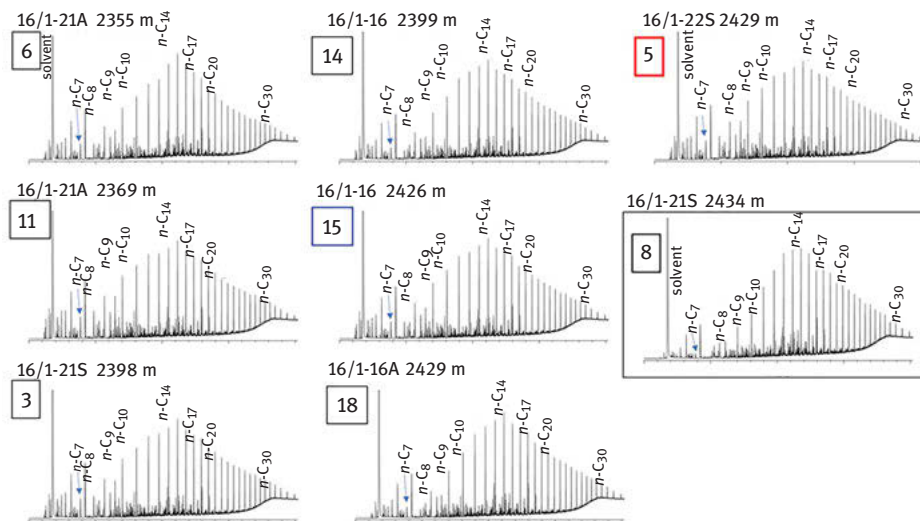 16/1-21A 2355 m
6
solvent
n-C7
n-C8
n-C9
n-C10
n-C14
n-C17
n-C20
n-C30
16/1-16 2399 m
14
n-C7
n-C8
n-C9
n-C10
n-C14
n-C17
n-C20
n-C30
16/1-22S 2429 m
5
solvent
n-C7
n-C8
n-C9
n-C10
n-C14
n-C17
n-C20
n-C30
16/1-21A 2369 m
11
n-C7
n-C8
n-C9
n-C10
n-C14
n-C17
n-C20
n-C30
16/1-16 2426 m
15
n-C7
n-C8
n-C9
n-C10
n-C14
n-C17
n-C20
n-C30
16/1-21S 2434 m
8
solvent
n-C7
n-C8
n-C9
n-C10
n-C14
n-C17
n-C20
n-C30
16/1-21S 2398 m
3
n-C7
n-C8
n-C9
n-C10
n-C14
n-C17
n-C20
n-C30
16/1-16A 2429 m
18
n-C7
n-C8
n-C9
n-C10
n-C14
n-C17
n-C20
n-C30